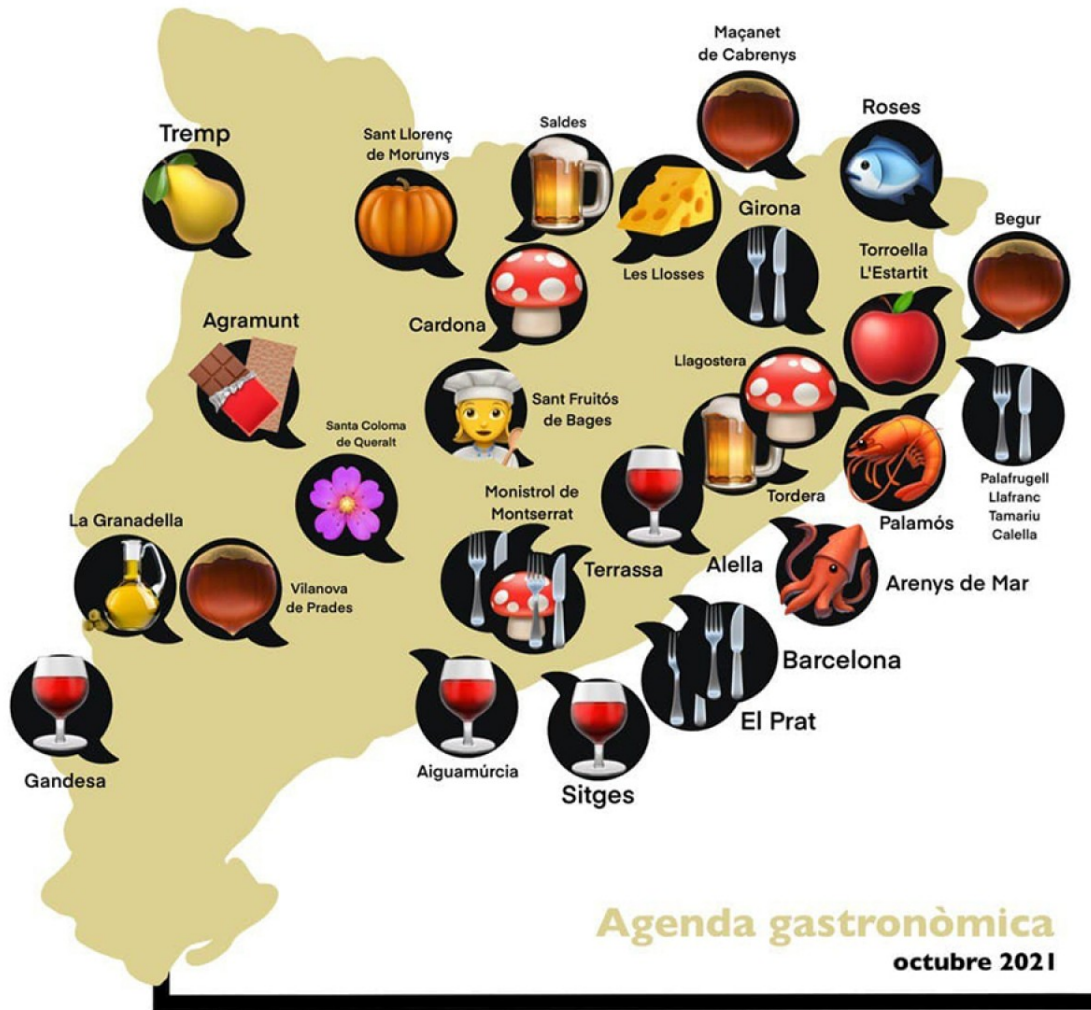 Maçanet
de Cabrenys
Roses
Tremp
Sant Llorenç
de Morunys
Saldes
Girona
Begur
Les Llosses
Torroella
L'Estartit
Cardona
Agramunt
Llagostera
Sant Fruitós
de Bages
Santa Coloma
de Queralt
Palafrugell
Llafranc
Tamariu
Calella
Monistrol de
Montserrat
Tordera
Palamós
La Granadella
Terrassa
Alella
Arenys de Mar
Vilanova
de Prades
Barcelona
El Prat
Gandesa
Aiguamúrcia
Sitges
Agenda gastronòmica
octubre 2021